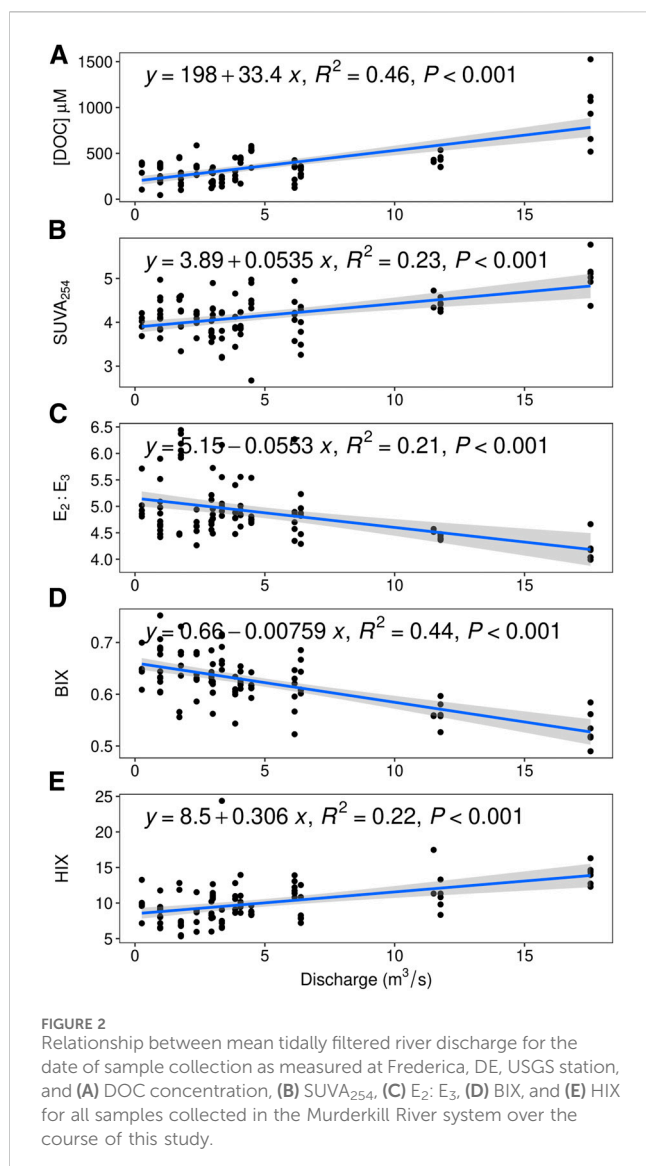 A
y = 198 + 33.4 x, R² = 0.46, P < 0.001
[DOC] μM
1500
1000
500
0
0 5 10 15
B
y = 3.89 + 0.0535 x, R² = 0.23, P < 0.001
SUVA₂₅₄
5
4
3
0 5 10 15
C
y = 5.15 − 0.0553 x, R² = 0.21, P < 0.001
E₂ : E₃
6.5
6.0
5.5
5.0
4.5
4.0
0 5 10 15
D
y = 0.66 − 0.00759 x, R² = 0.44, P < 0.001
BIX
0.7
0.6
0.5
0 5 10 15
E
y = 8.5 + 0.306 x, R² = 0.22, P < 0.001
HIX
25
20
15
10
5
0 5 10 15
Discharge (m³/s)
FIGURE 2
Relationship between mean tidally filtered river discharge for the
date of sample collection as measured at Frederica, DE, USGS station,
and (A) DOC concentration, (B) SUVA₂₅₄, (C) E₂: E₃, (D) BIX, and (E) HIX
for all samples collected in the Murderkill River system over the
course of this study.